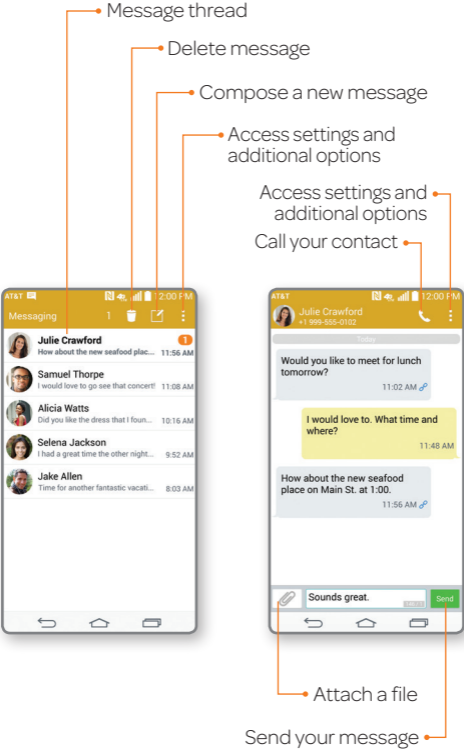 Message thread
Delete message
Compose a new message
Access settings and
additional options
Access settings and
additional options
Call your contact
AT&T 12:00 PM
Messaging 1
Julie Crawford 1
How about the new seafood plac... 11:56 AM
Samuel Thorpe
I would love to go see that concert! 11:08 AM
Alicia Watts
Did you like the dress that I foun... 10:16 AM
Selena Jackson
I had a great time the other night... 9:52 AM
Jake Allen
Time for another fantastic vacati... 8:03 AM
AT&T 12:00 PM
Julie Crawford
+1 999-555-0102
Today
Would you like to meet for lunch
tomorrow?
11:02 AM
I would love to. What time and
where?
11:48 AM
How about the new seafood
place on Main St. at 1:00.
11:56 AM
Sounds great.
Send
Attach a file
Send your message